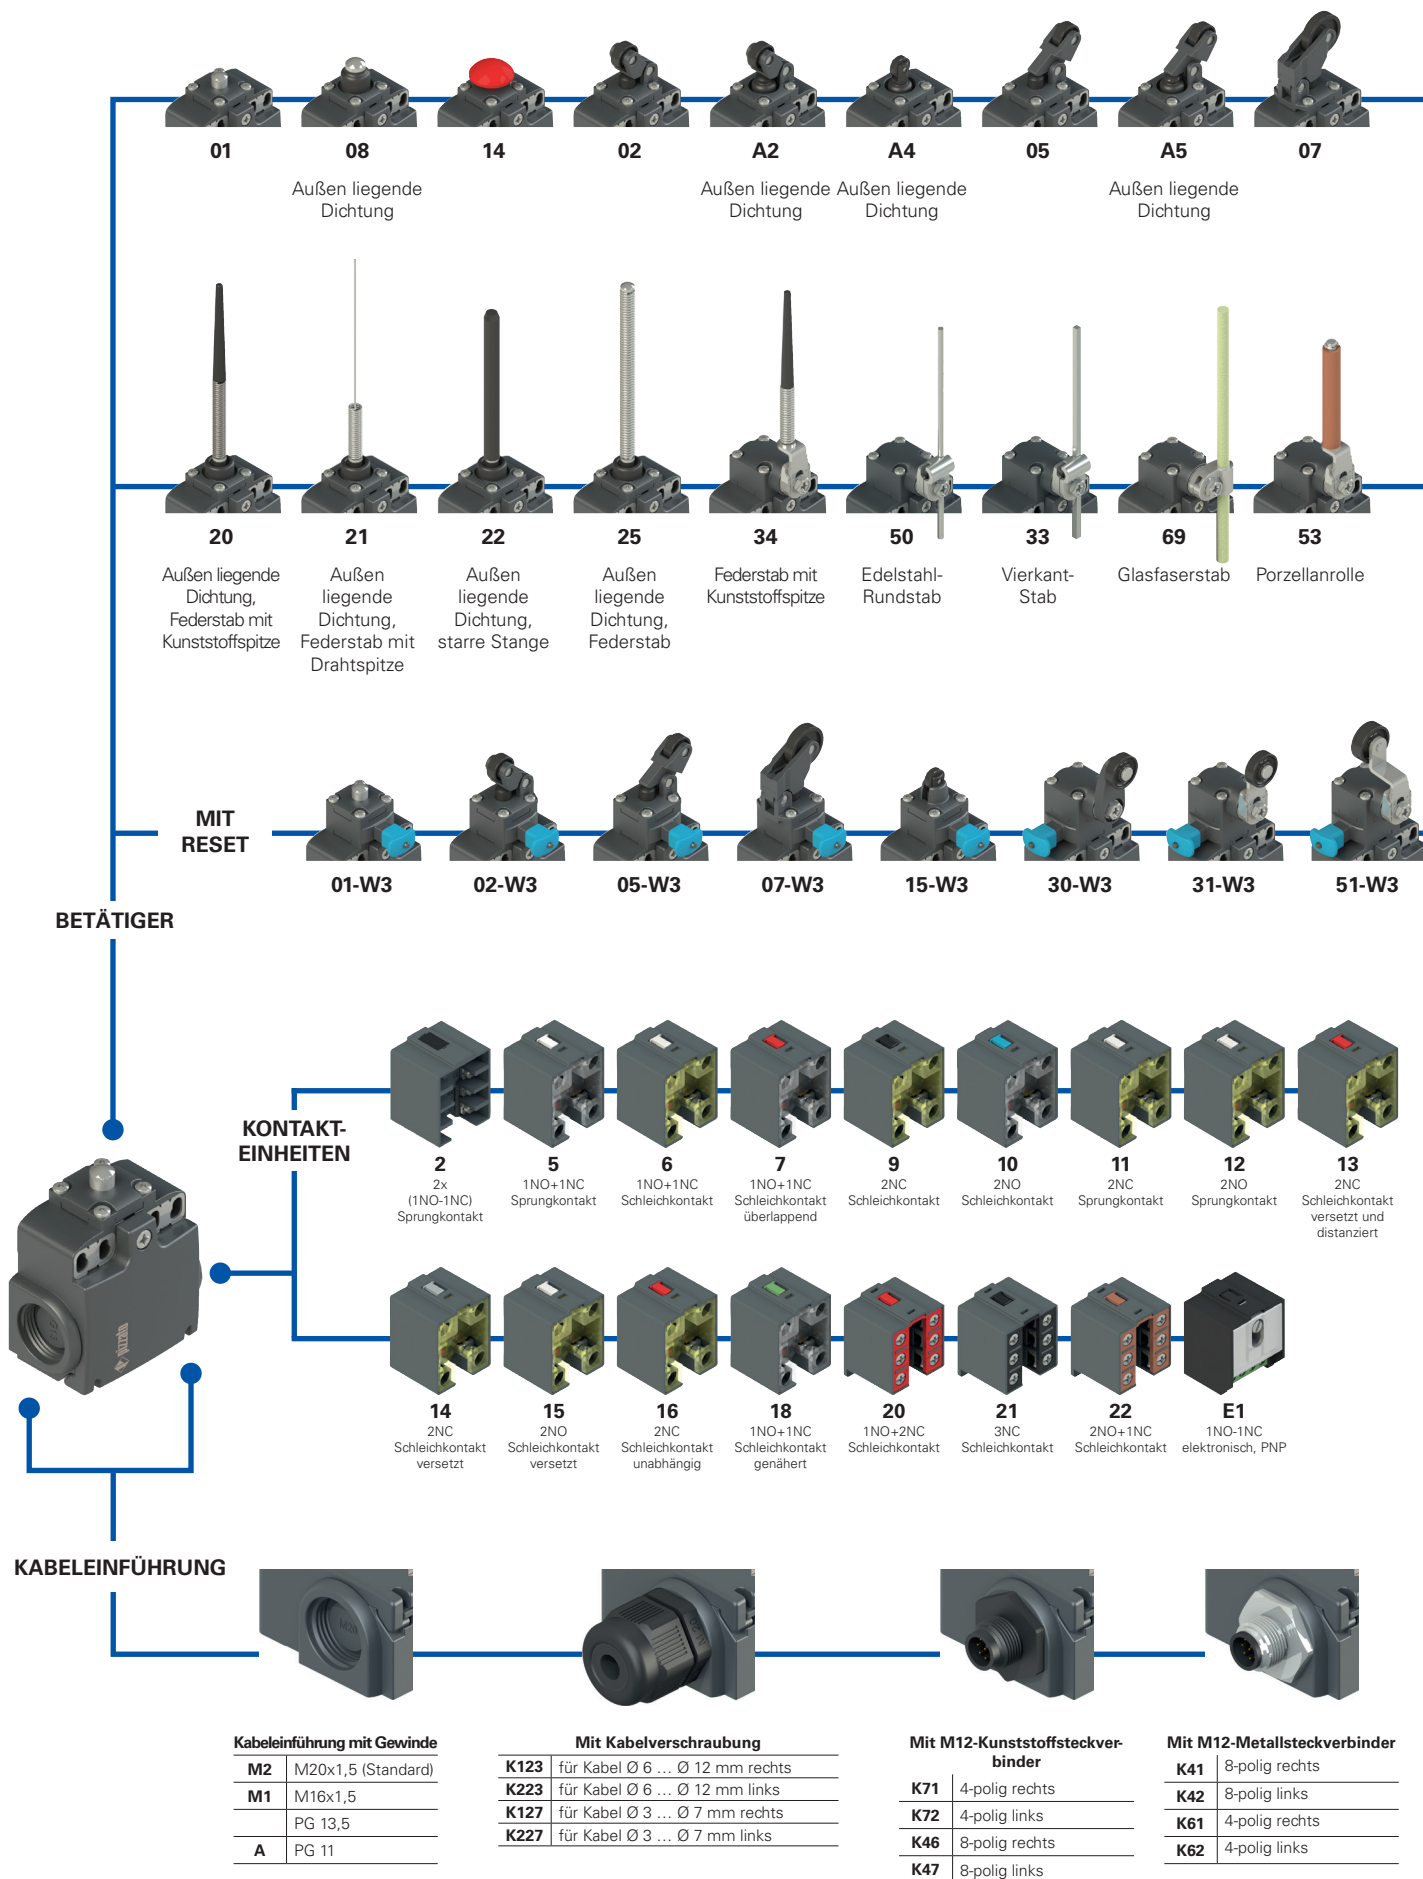 01 08 14 02 A2 A4 05 A5 07
Außen liegende
Dichtung
Außen liegende
Dichtung
Außen liegende
Dichtung
Außen liegende
Dichtung
20 21 22 25 34 50 33 69 53
Außen liegende
Dichtung,
Federstab mit
Kunststoffspitze
Außen
liegende
Dichtung,
Federstab mit
Drahtspitze
Außen
liegende
Dichtung,
starre Stange
Außen
liegende
Dichtung,
Federstab
Federstab mit
Kunststoffspitze
Edelstahl-
Rundstab
Vierkant-
Stab
Glasfaserstab
Porzellanrolle
MIT
RESET
01-W3 02-W3 05-W3 07-W3 15-W3 30-W3 31-W3 51-W3
BETÄTIGER
KONTAKT-
EINHEITEN
2
2x
(1NO-1NC)
Sprungkontakt
5
1NO+1NC
Sprungkontakt
6
1NO+1NC
Schleichkontakt
7
1NO+1NC
Schleichkontakt
überlappend
9
2NC
Schleichkontakt
10
2NO
Schleichkontakt
11
2NC
Sprungkontakt
12
2NO
Sprungkontakt
13
2NC
Schleichkontakt
versetzt und
distanziert
pizzato
14
2NC
Schleichkontakt
versetzt
15
2NO
Schleichkontakt
versetzt
16
2NC
Schleichkontakt
unabhängig
18
1NO+1NC
Schleichkontakt
genähert
20
1NO+2NC
Schleichkontakt
21
3NC
Schleichkontakt
22
2NO+1NC
Schleichkontakt
E1
1NO-1NC
elektronisch, PNP
KABELEINFÜHRUNG
M20
Kabeleinführung mit Gewinde
M2 M20x1,5 (Standard)
M1 M16x1,5
PG 13,5
A PG 11
Mit Kabelverschraubung
K123 für Kabel Ø 6 … Ø 12 mm rechts
K223 für Kabel Ø 6 … Ø 12 mm links
K127 für Kabel Ø 3 … Ø 7 mm rechts
K227 für Kabel Ø 3 … Ø 7 mm links
Mit M12-Kunststoffsteckver-
binder
K71 4-polig rechts
K72 4-polig links
K46 8-polig rechts
K47 8-polig links
Mit M12-Metallsteckverbinder
K41 8-polig rechts
K42 8-polig links
K61 4-polig rechts
K62 4-polig links